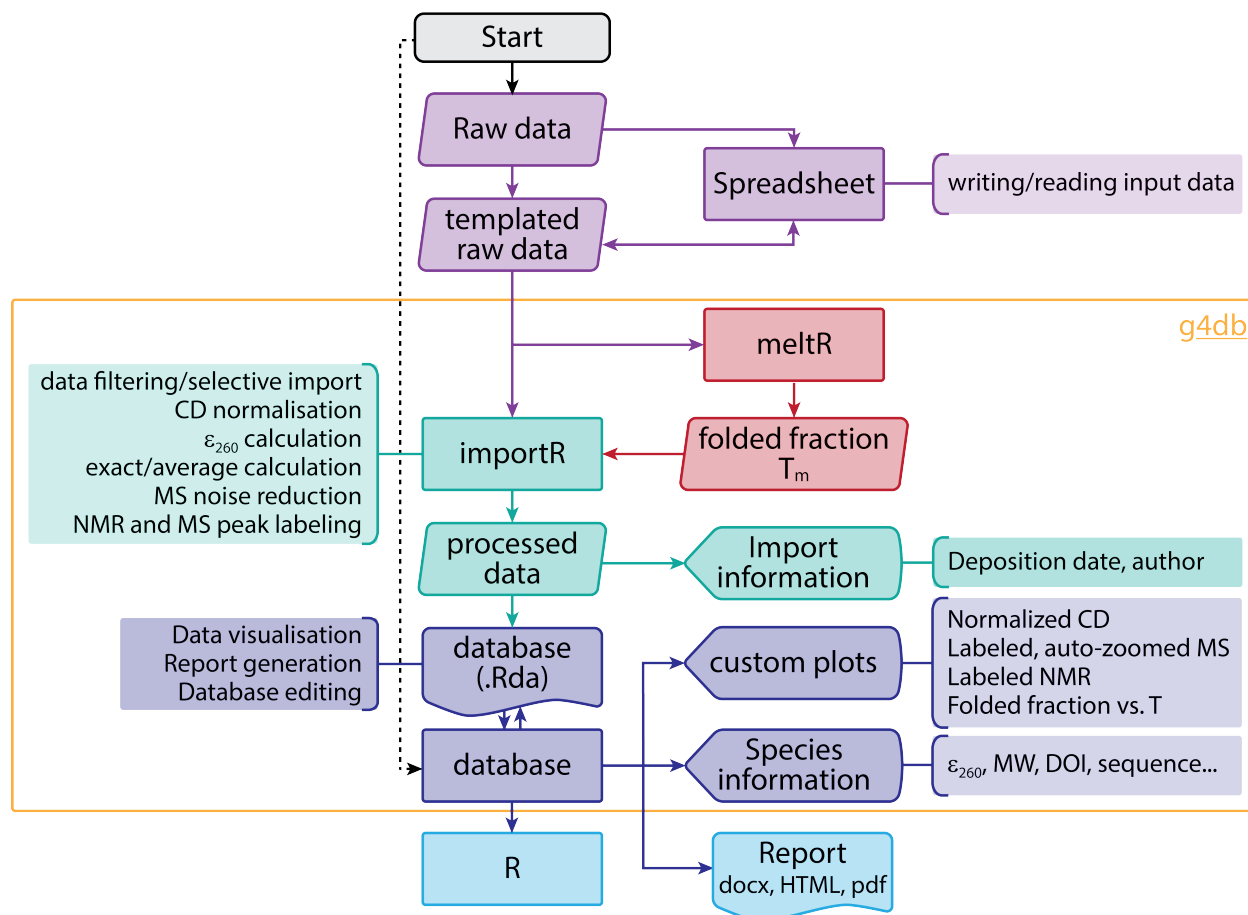 Start
Raw data
Spreadsheet
writing/reading input data
templated
raw data
g4db
meltR
data filtering/selective import
CD normalisation
ε260 calculation
exact/average calculation
MS noise reduction
NMR and MS peak labeling
importR
folded fraction
Tm
processed
data
Import
information
Deposition date, author
Data visualisation
Report generation
Database editing
database
(.Rda)
custom plots
Normalized CD
Labeled, auto-zoomed MS
Labeled NMR
Folded fraction vs. T
database
Species
information
ε260, MW, DOI, sequence...
R
Report
docx, HTML, pdf